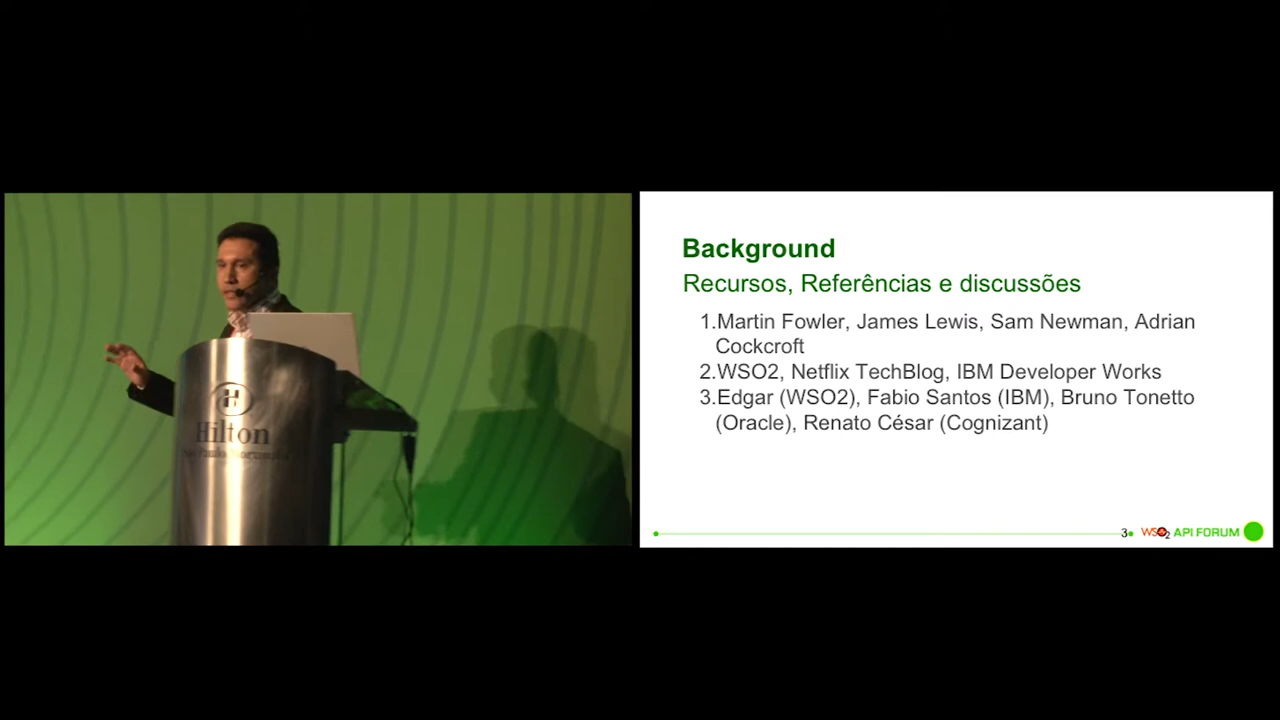 Hilton
Background
Recursos, Referências e discussões
1.Martin Fowler, James Lewis, Sam Newman, Adrian
Cockcroft
2.WSO2, Netflix TechBlog, IBM Developer Works
3.Edgar (WSO2), Fabio Santos (IBM), Bruno Tonetto
(Oracle), Renato César (Cognizant)
3 WSO2 API FORUM